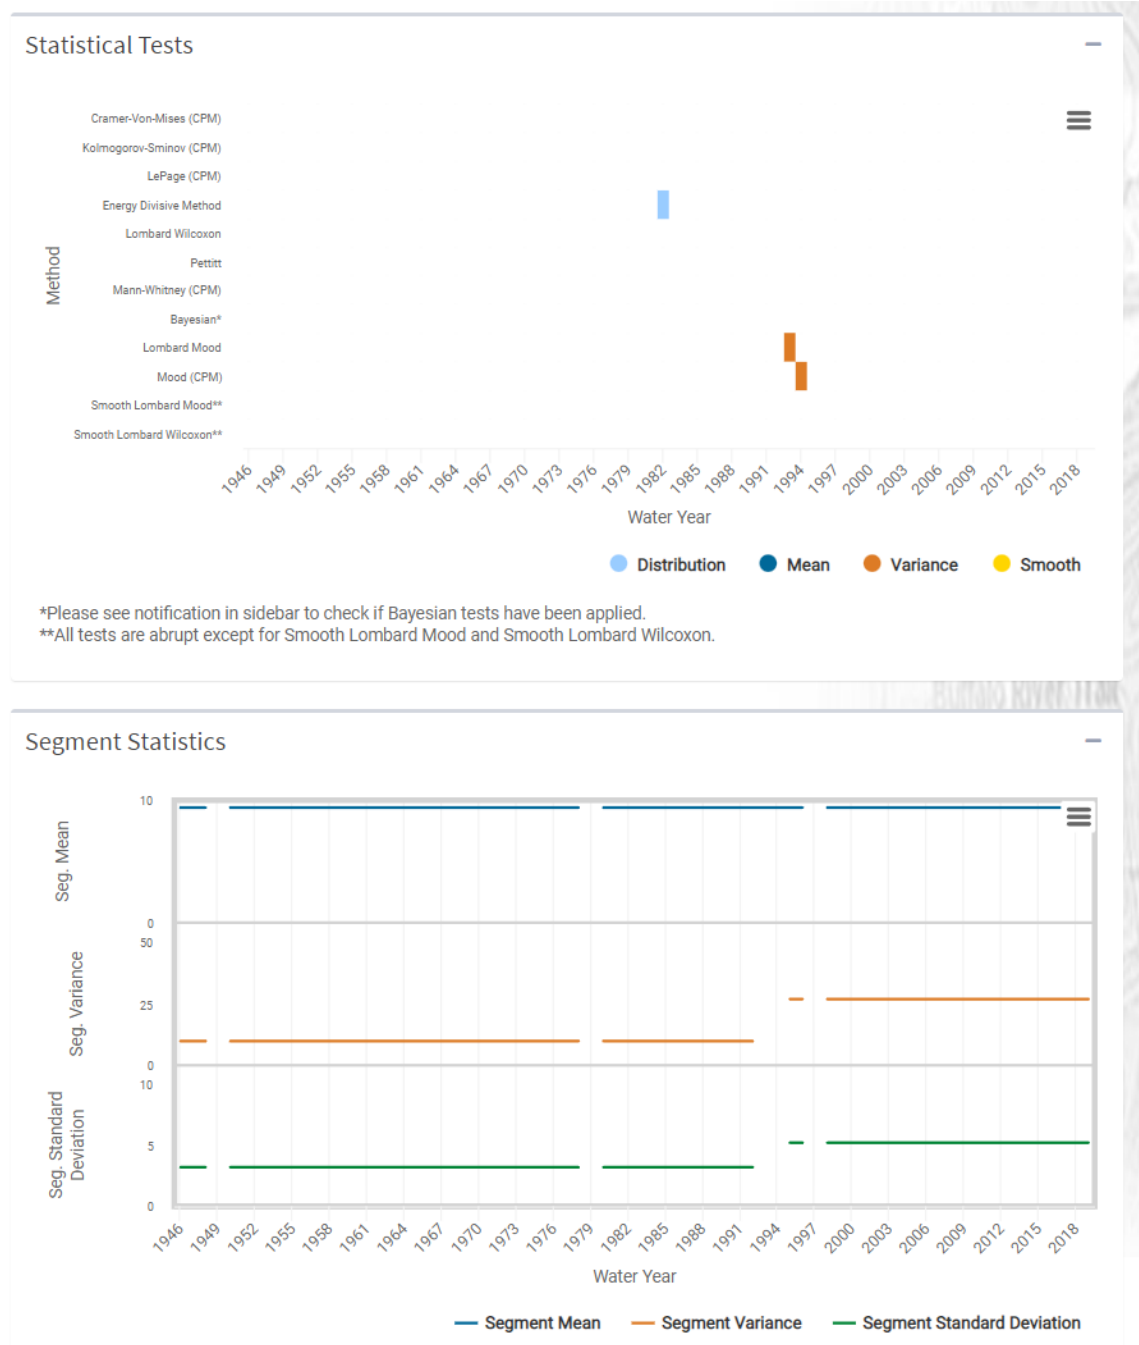 Statistical Tests
Cramer-Von-Mises (CPM)
Kolmogorov-Sminov (CPM)
LePage (CPM)
Energy Divisive Method
Lombard Wilcoxon
Pettitt
Mann-Whitney (CPM)
Bayesian*
Lombard Mood
Mood (CPM)
Smooth Lombard Mood**
Smooth Lombard Wilcoxon**
Method
1946 1949 1952 1955 1958 1961 1964 1967 1970 1973 1976 1979 1982 1985 1988 1991 1994 1997 2000 2003 2006 2009 2012 2015 2018
Water Year
Distribution Mean Variance Smooth
*Please see notification in sidebar to check if Bayesian tests have been applied.
**All tests are abrupt except for Smooth Lombard Mood and Smooth Lombard Wilcoxon.
Segment Statistics
10
Seg. Mean
0
50
Seg. Variance
25
0
10
Seg. Standard
Deviation
5
0
1946 1949 1952 1955 1958 1961 1964 1967 1970 1973 1976 1979 1982 1985 1988 1991 1994 1997 2000 2003 2006 2009 2012 2015 2018
Water Year
Segment Mean Segment Variance Segment Standard Deviation